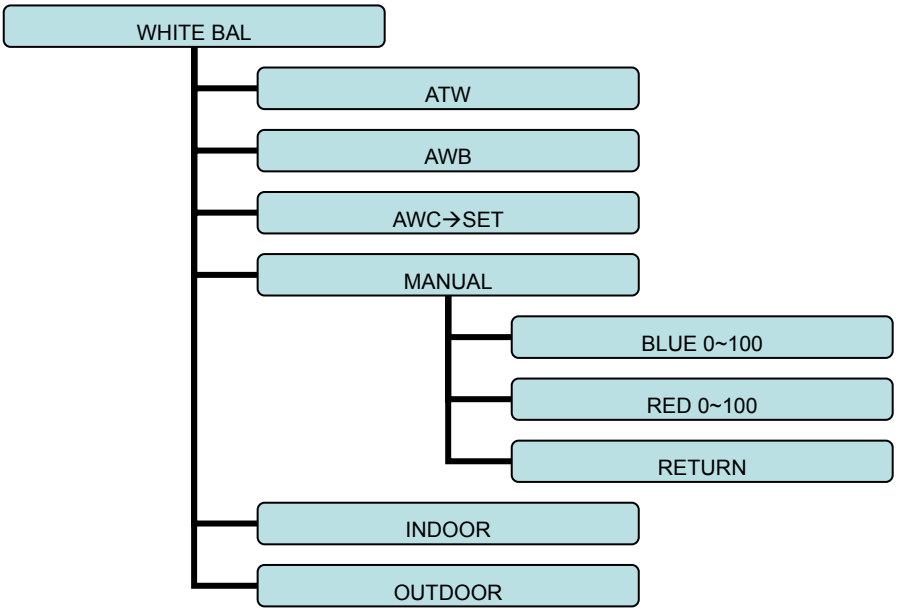 WHITE BAL
ATW
AWB
AWC→SET
MANUAL
BLUE 0~100
RED 0~100
RETURN
INDOOR
OUTDOOR